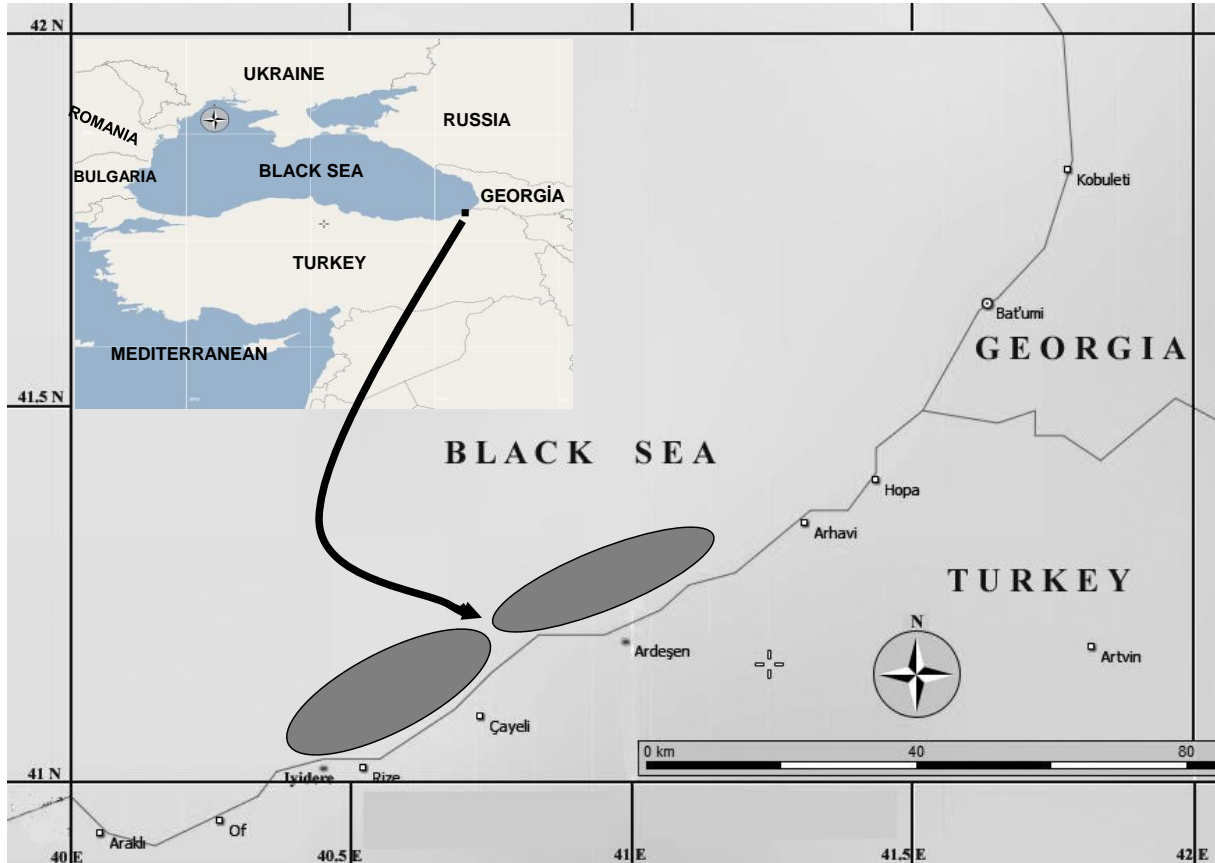 42 N
UKRAINE
ROMANIA
RUSSIA
BULGARIA
BLACK SEA
GEORGİA
TURKEY
MEDITERRANEAN
Kobuleti
Bat'umi
GEORGIA
41,5 N
BLACK SEA
Hopa
Arhavi
TURKEY
N
Ardeşen
Artvin
Çayeli
0 km 40 80
41 N
Iyidere
Rize
Of
Araklı
40 E 40,5 E 41E 41,5 E 42 E